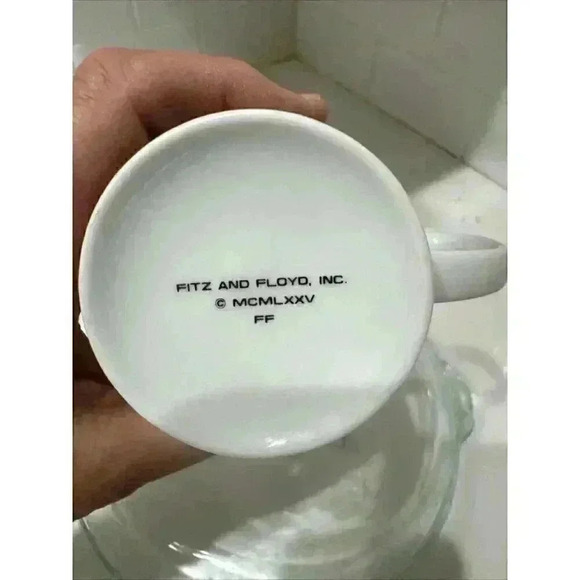 FITZ AND FLOYD, INC.
© MCMLXXV
FF